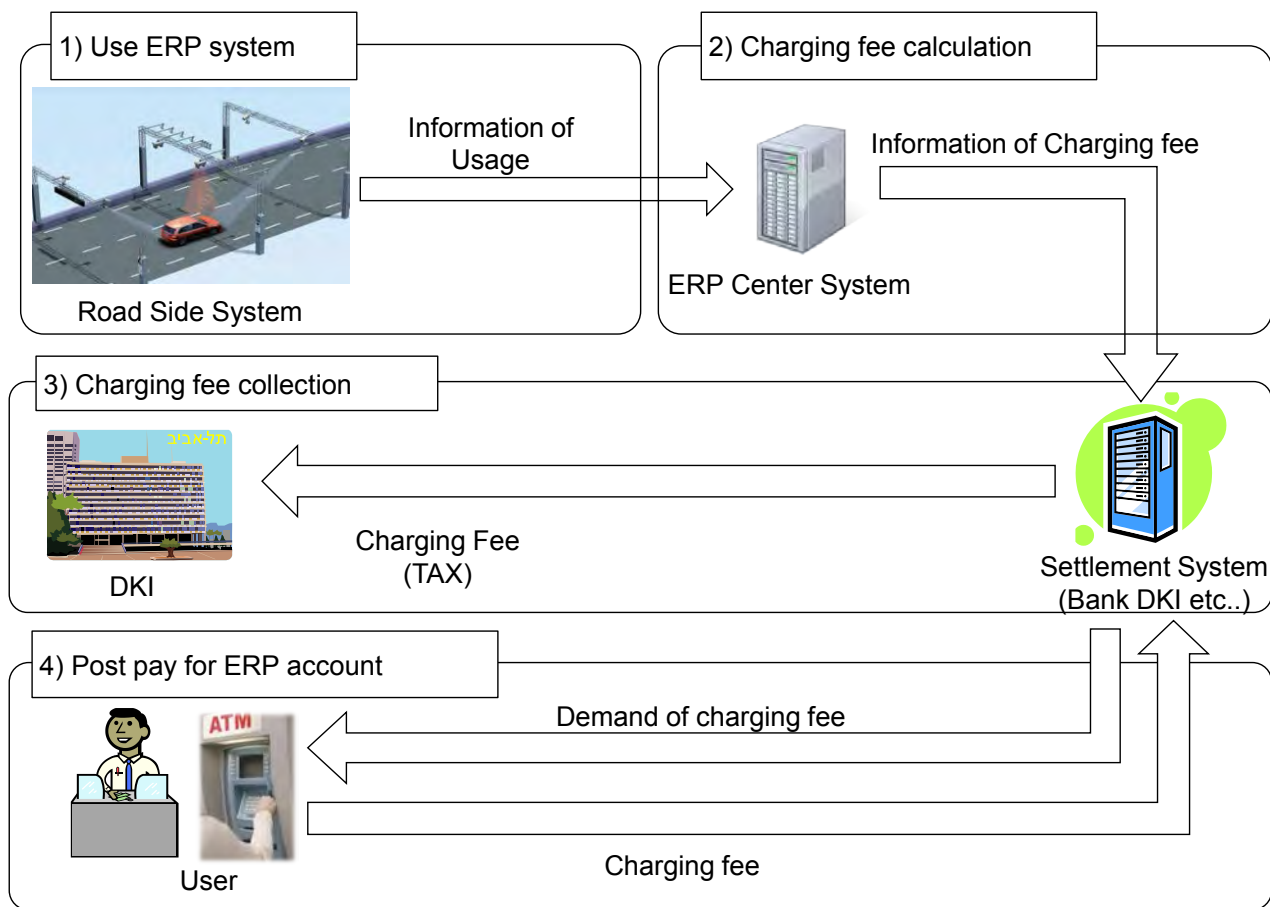 1) Use ERP system
2) Charging fee calculation
Information of
Usage
Information of Charging fee
Road Side System
ERP Center System
3) Charging fee collection
תל-אביב
Charging Fee
(TAX)
DKI
Settlement System
(Bank DKI etc..)
4) Post pay for ERP account
ATM
Demand of charging fee
Charging fee
User